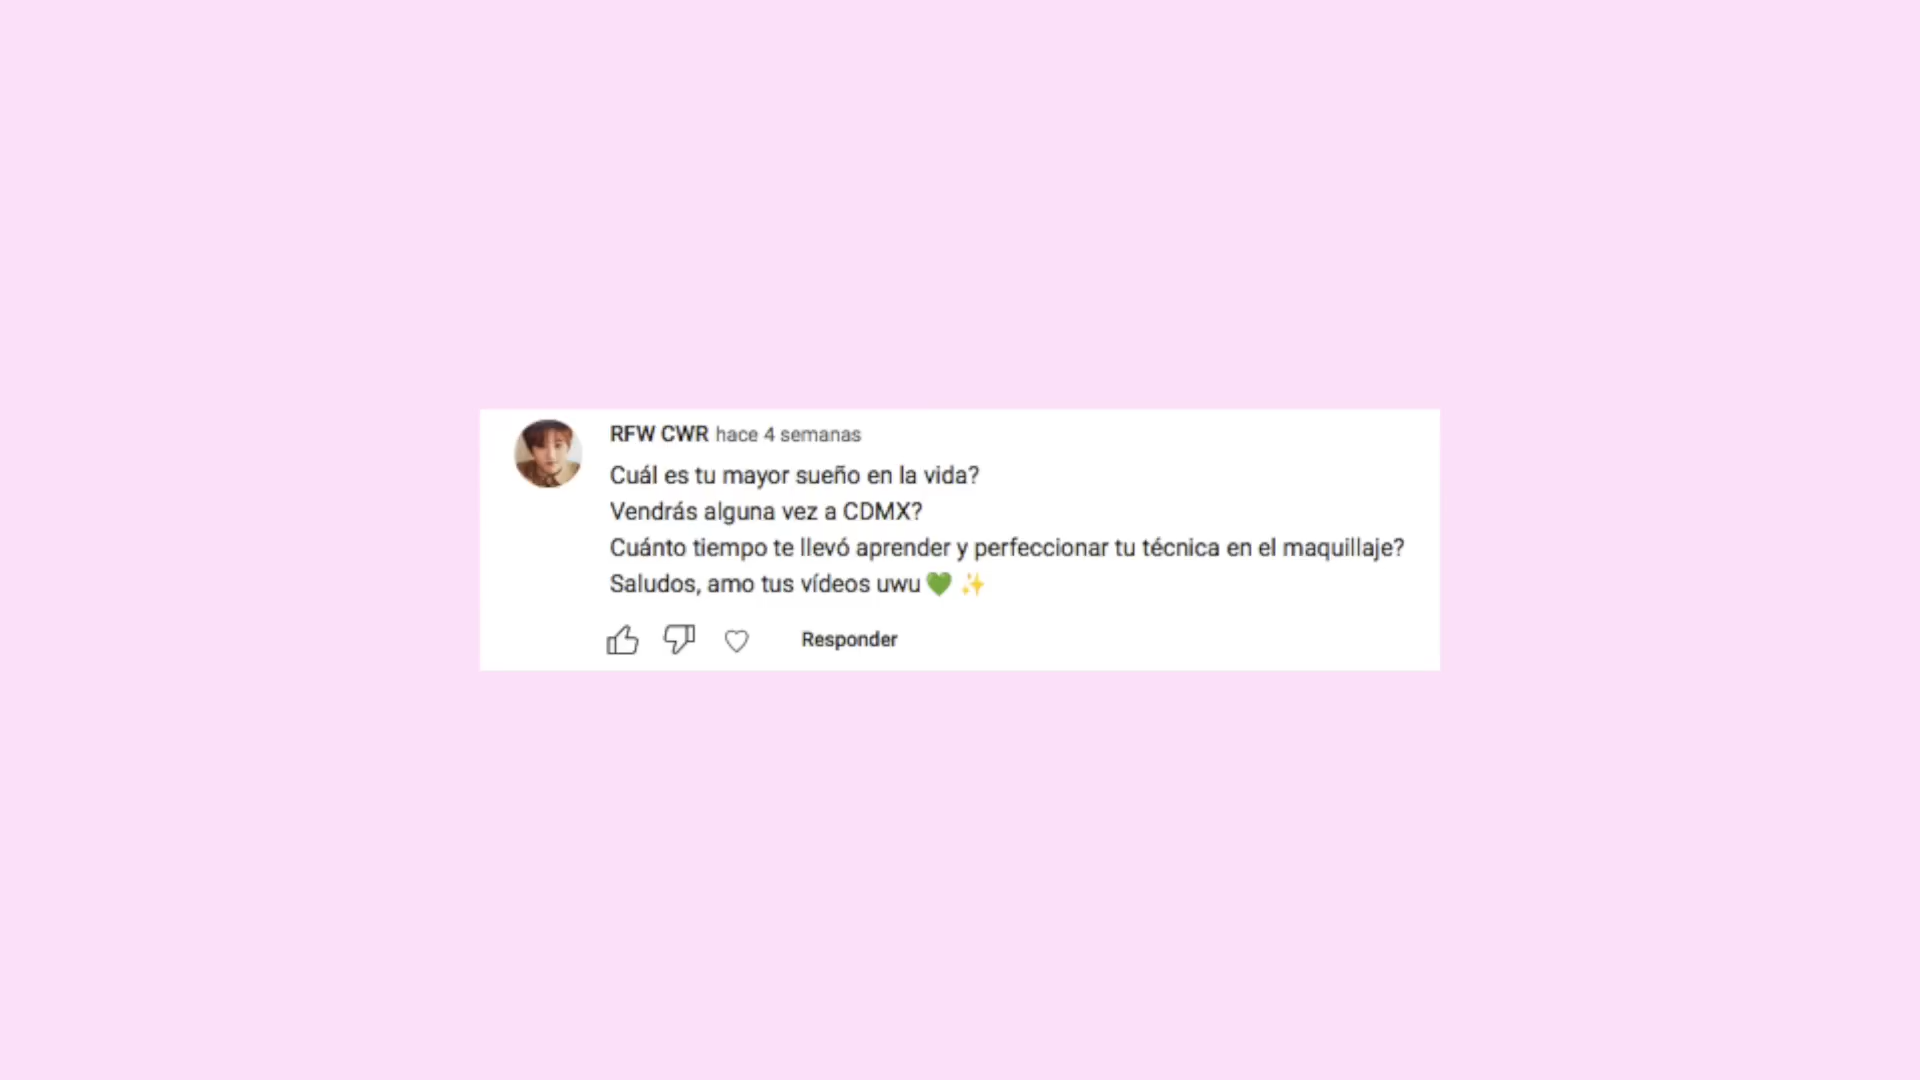 RFW CWR hace 4 semanas
Cuál es tu mayor sueño en la vida?
Vendrás alguna vez a CDMX?
Cuánto tiempo te llevó aprender y perfeccionar tu técnica en el maquillaje?
Saludos, amo tus vídeos uwu 💚 ✨
Responder